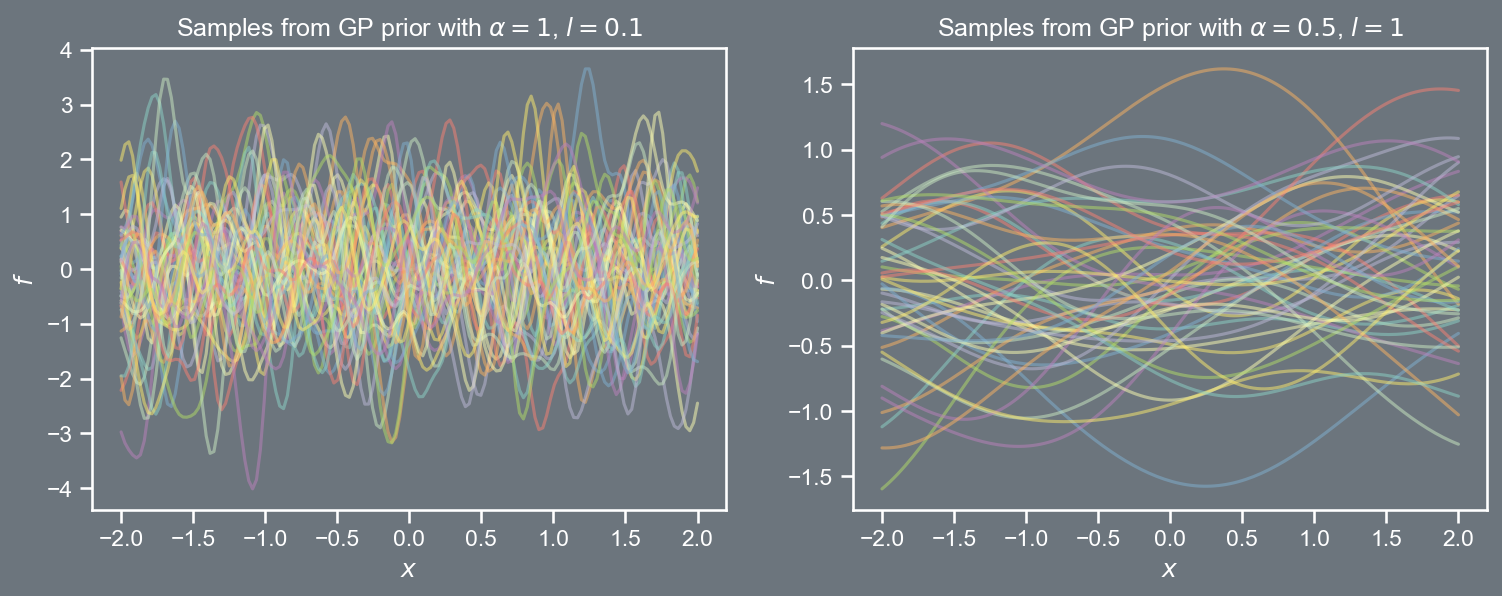 Samples from GP prior with α = 1, l = 0.1
4
3
2
1
0
−1
−2
−3
−4
f
−2.0 −1.5 −1.0 −0.5 0.0 0.5 1.0 1.5 2.0
x
Samples from GP prior with α = 0.5, l = 1
1.5
1.0
0.5
0.0
−0.5
−1.0
−1.5
f
−2.0 −1.5 −1.0 −0.5 0.0 0.5 1.0 1.5 2.0
x